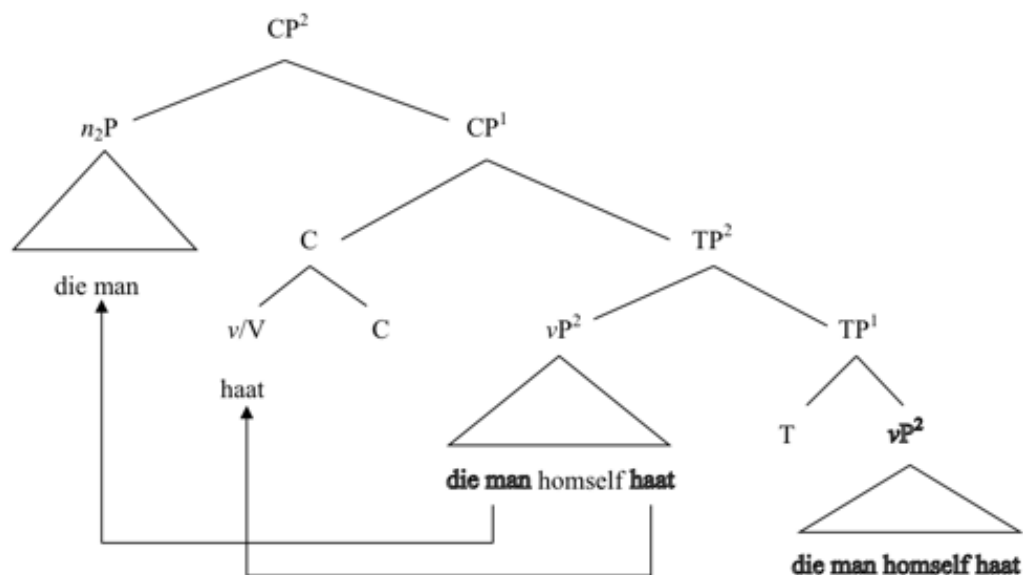 CP²
n₂P CP¹
C TP²
die man
v/V C vP² TP¹
haat
T vP²
die man homself haat
die man homself haat